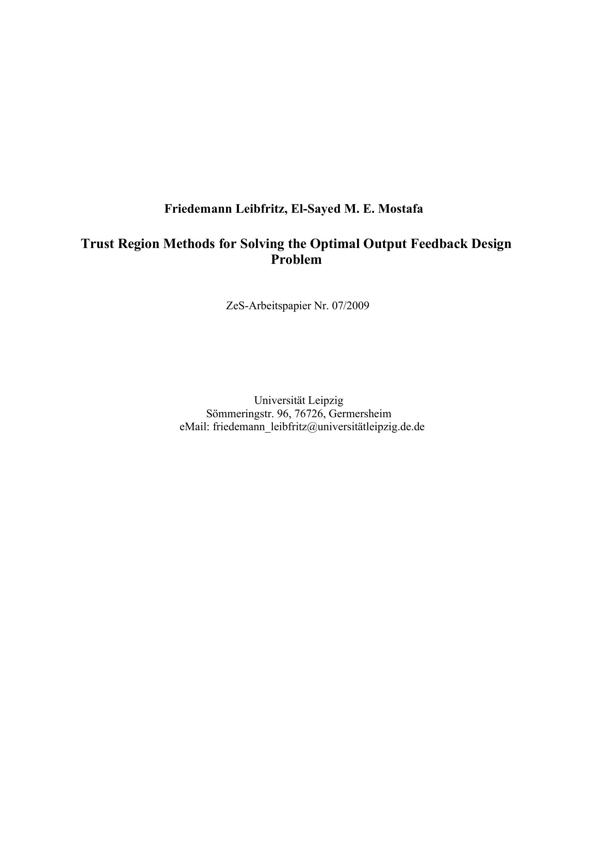 Friedemann Leibfritz, El-Sayed M. E. Mostafa
Trust Region Methods for Solving the Optimal Output Feedback Design
Problem
ZeS-Arbeitspapier Nr. 07/2009
Universität Leipzig
Sömmeringstr. 96, 76726, Germersheim
eMail: friedemann_leibfritz@universitätleipzig.de.de